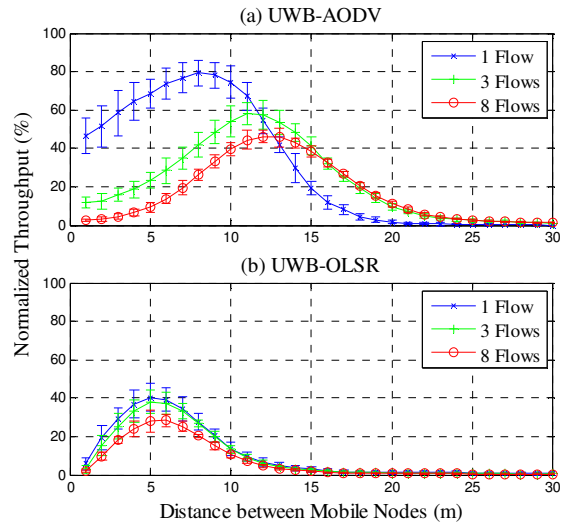 (a) UWB-AODV
100
80
60
40
20
0
0 5 10 15 20 25 30
1 Flow
3 Flows
8 Flows
Normalized Throughput (%)
(b) UWB-OLSR
100
80
60
40
20
0
0 5 10 15 20 25 30
1 Flow
3 Flows
8 Flows
Distance between Mobile Nodes (m)